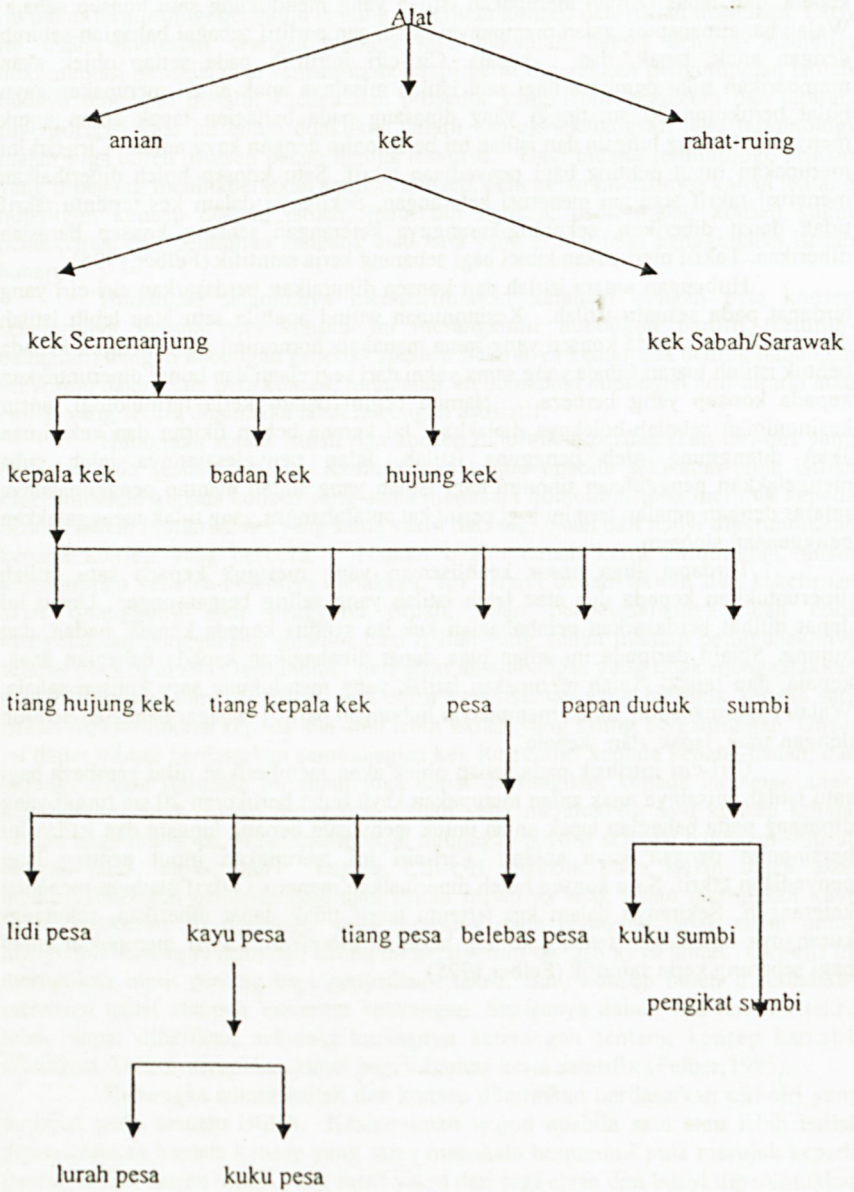 Alat
anian kek rahat-ruing
kek Semenanjung kek Sabah/Sarawak
kepala kek badan kek hujung kek
tiang hujung kek tiang kepala kek pesa papan duduk sumbi
lidi pesa kayu pesa tiang pesa belebas pesa kuku sumbi
pengikat sumbi
lurah pesa kuku pesa